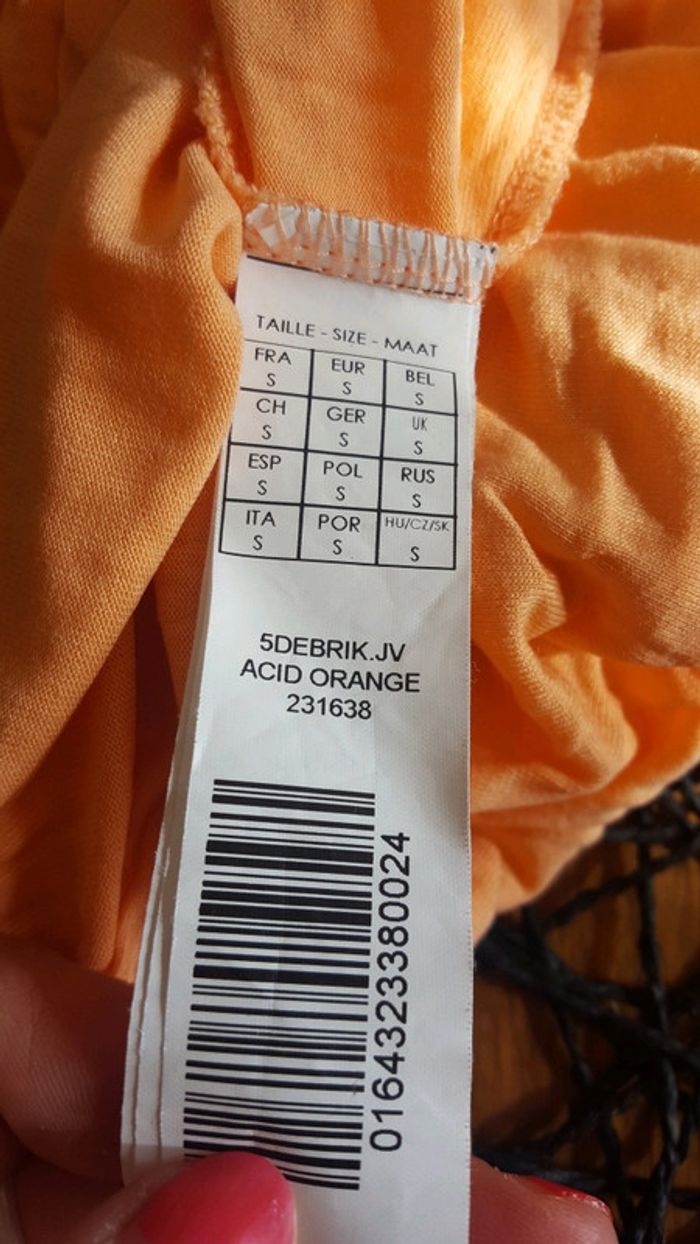 TAILLE - SIZE - MAAT
FRA EUR BEL
S S S
CH GER UK
S S S
ESP POL RUS
S S S
ITA POR HU/CZ/SK
S S S
5DEBRIK.JV
ACID ORANGE
231638
0164323380024